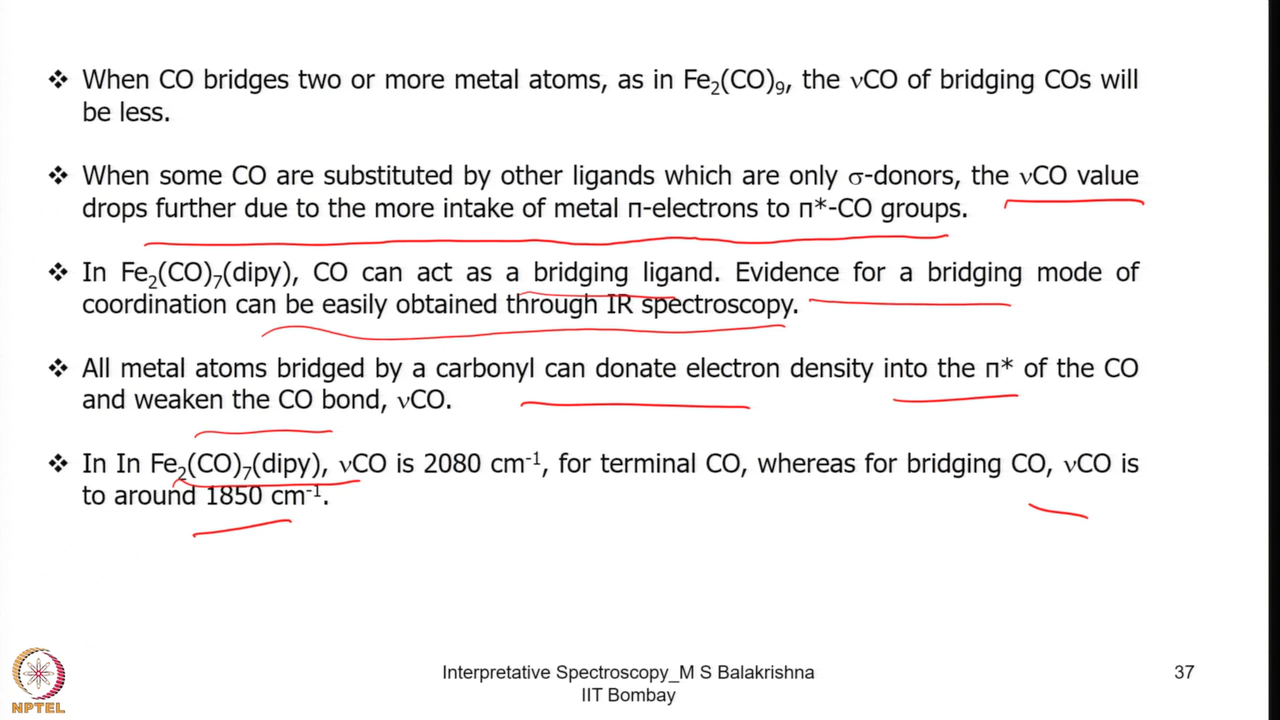 ❖ When CO bridges two or more metal atoms, as in Fe₂(CO)₉, the νCO of bridging COs will
be less.
❖ When some CO are substituted by other ligands which are only σ-donors, the νCO value
drops further due to the more intake of metal π-electrons to π*-CO groups.
❖ In Fe₂(CO)₇(dipy), CO can act as a bridging ligand. Evidence for a bridging mode of
coordination can be easily obtained through IR spectroscopy.
❖ All metal atoms bridged by a carbonyl can donate electron density into the π* of the CO
and weaken the CO bond, νCO.
❖ In In Fe₂(CO)₇(dipy), νCO is 2080 cm⁻¹, for terminal CO, whereas for bridging CO, νCO is
to around 1850 cm⁻¹.
NPTEL
Interpretative Spectroscopy_M S Balakrishna
IIT Bombay
37